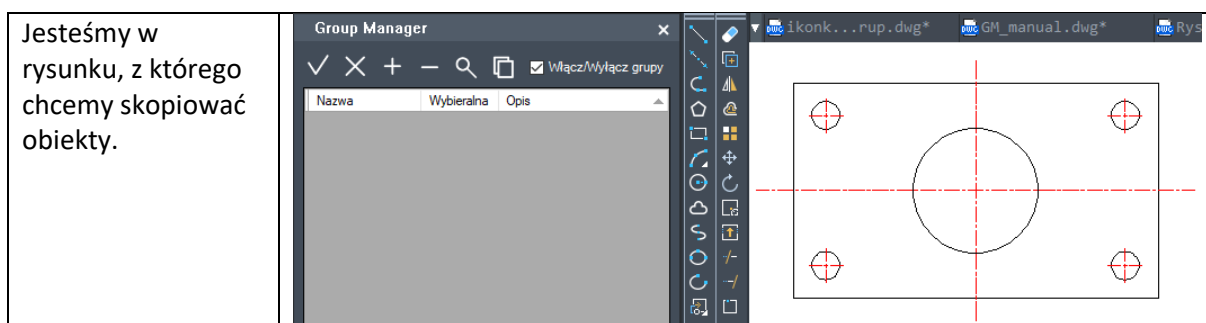 Jesteśmy w
rysunku, z którego
chcemy skopiować
obiekty.
Group Manager
Włącz/Wyłącz grupy
Nazwa Wybieralna Opis
ikonk...rup.dwg* GM_manual.dwg* Rys